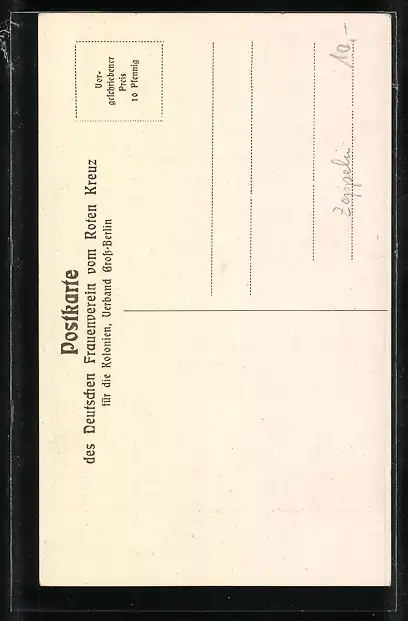 Postkarte
des Deutschen Frauenverein vom Roten Kreuz
für die Kolonien, Verband Groß-Berlin
Vor-
geschriebener
Preis
10 Pfennig
Zeppelin 10,-